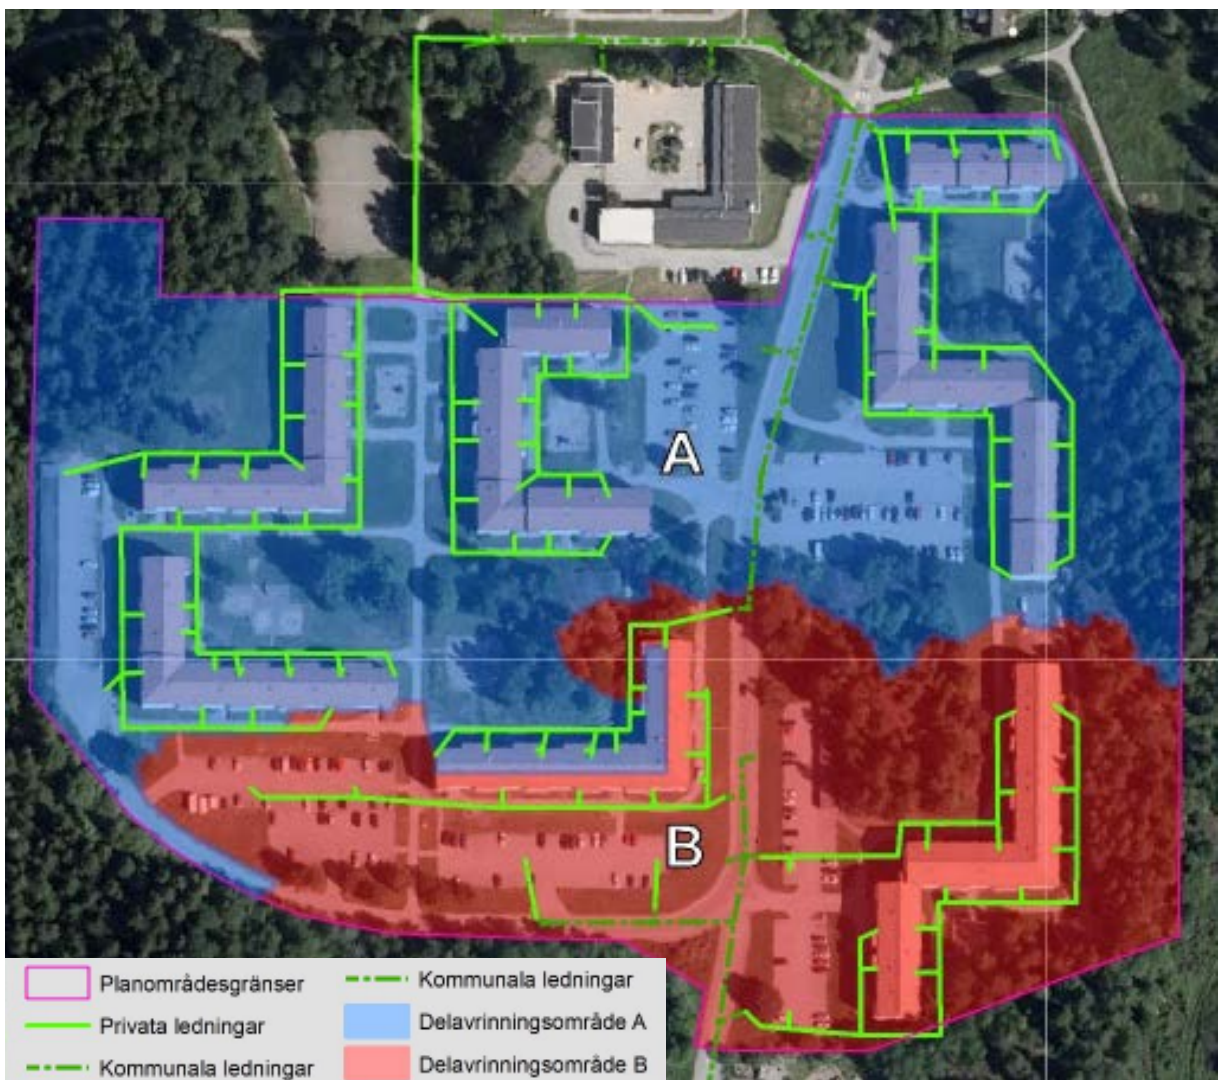 A
B
Planområdesgränser
Privata ledningar
Kommunala ledningar
Kommunala ledningar
Delavrinningsområde A
Delavrinningsområde B